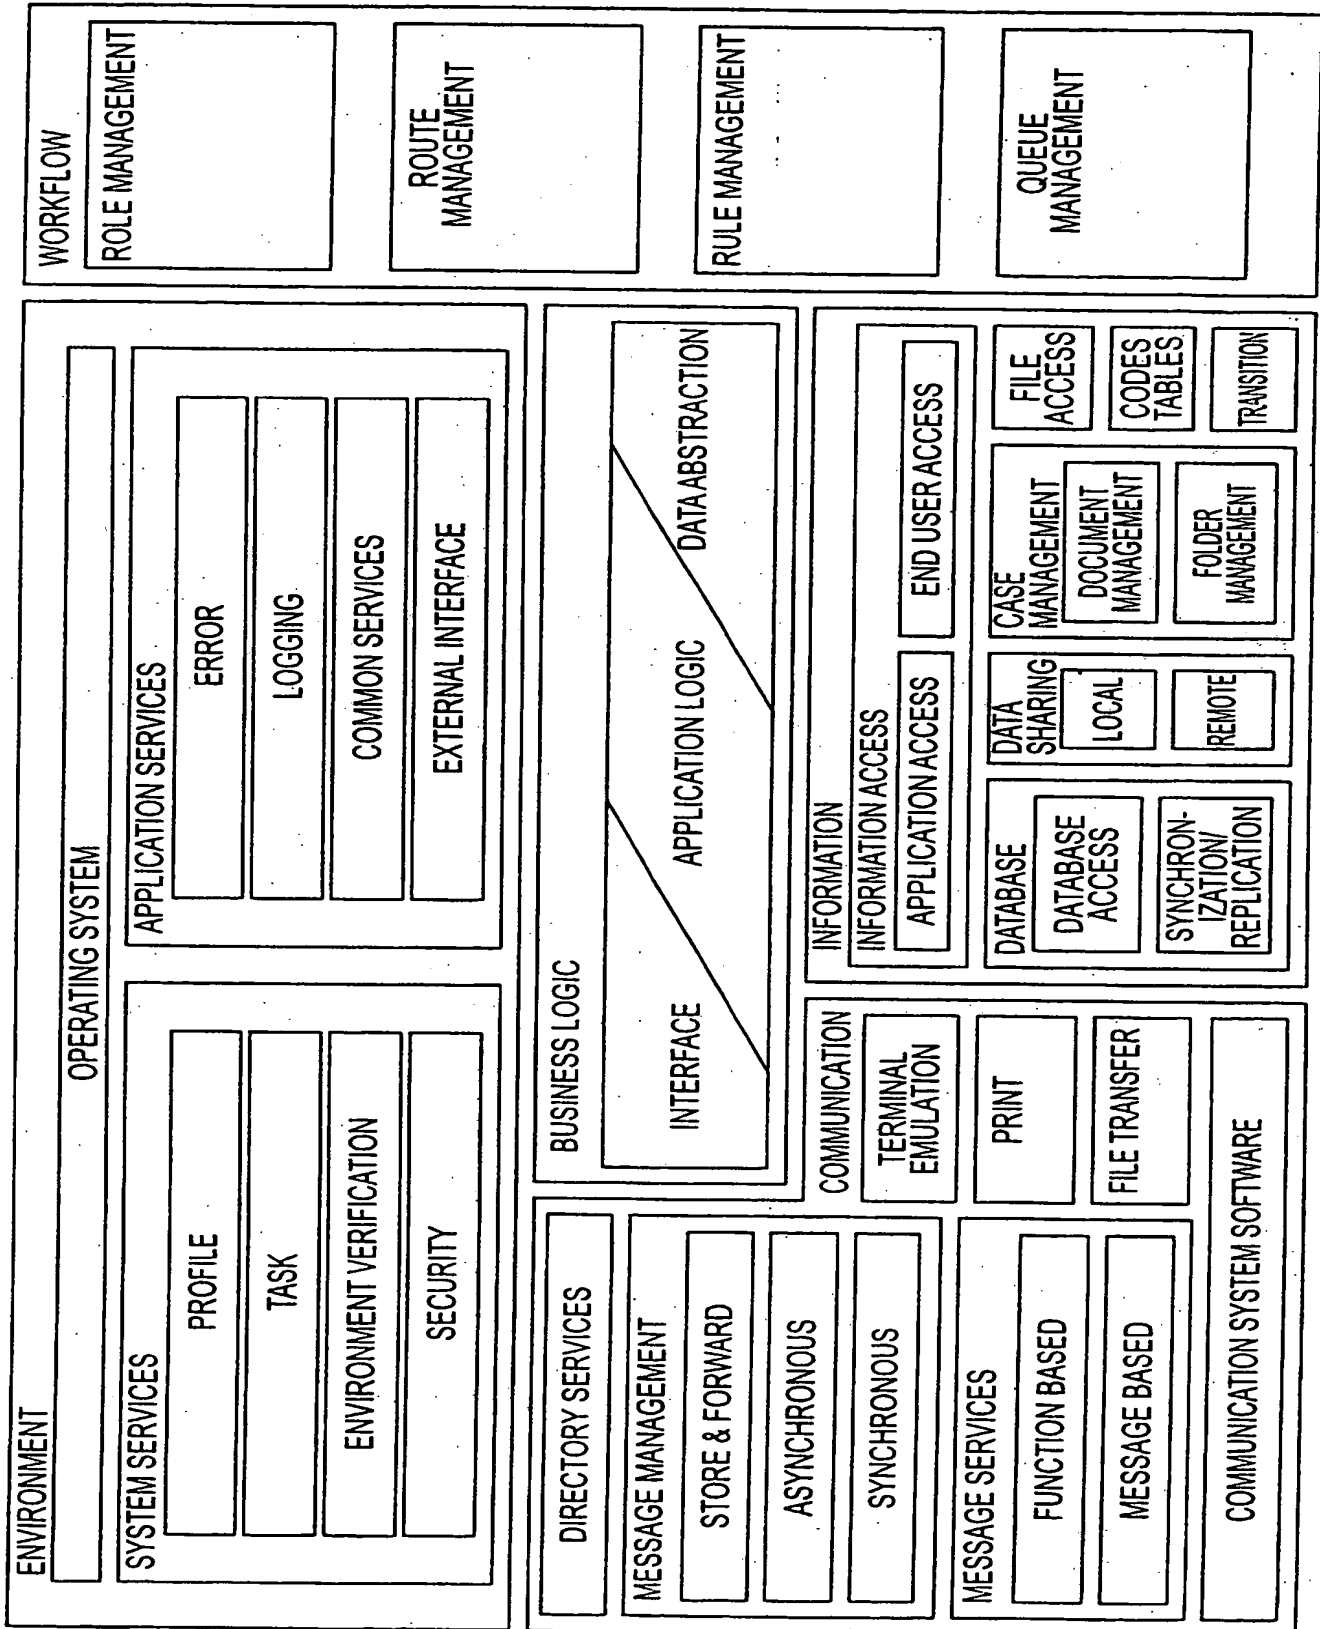 ENVIRONMENT
OPERATING SYSTEM
SYSTEM SERVICES
PROFILE
TASK
ENVIRONMENT VERIFICATION
SECURITY
APPLICATION SERVICES
ERROR
LOGGING
COMMON SERVICES
EXTERNAL INTERFACE
WORKFLOW
ROLE MANAGEMENT
ROUTE
MANAGEMENT
RULE MANAGEMENT
QUEUE
MANAGEMENT
BUSINESS LOGIC
INTERFACE
APPLICATION LOGIC
DATA ABSTRACTION
DIRECTORY SERVICES
MESSAGE MANAGEMENT
STORE & FORWARD
ASYNCHRONOUS
SYNCHRONOUS
MESSAGE SERVICES
FUNCTION BASED
MESSAGE BASED
COMMUNICATION
TERMINAL
EMULATION
PRINT
FILE TRANSFER
COMMUNICATION SYSTEM SOFTWARE
INFORMATION
INFORMATION ACCESS
APPLICATION ACCESS
END USER ACCESS
DATABASE
DATABASE
ACCESS
SYNCHRON-
IZATION/
REPLICATION
DATA
SHARING
LOCAL
REMOTE
CASE
MANAGEMENT
DOCUMENT
MANAGEMENT
FOLDER
MANAGEMENT
FILE
ACCESS
CODES
TABLES
TRANSITION